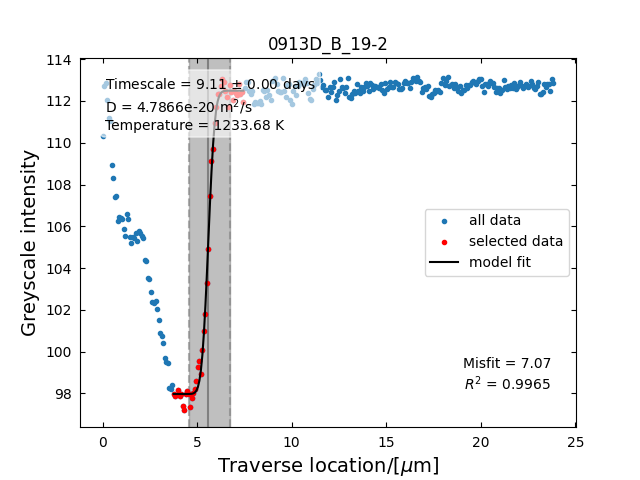 0913D_B_19-2
Timescale = 9.11 ± 0.00 days
D = 4.7866e-20 m²/s
Temperature = 1233.68 K
114
112
110
108
106
104
102
100
98
Greyscale intensity
all data
selected data
model fit
Misfit = 7.07
R² = 0.9965
0 5 10 15 20 25
Traverse location/[μm]